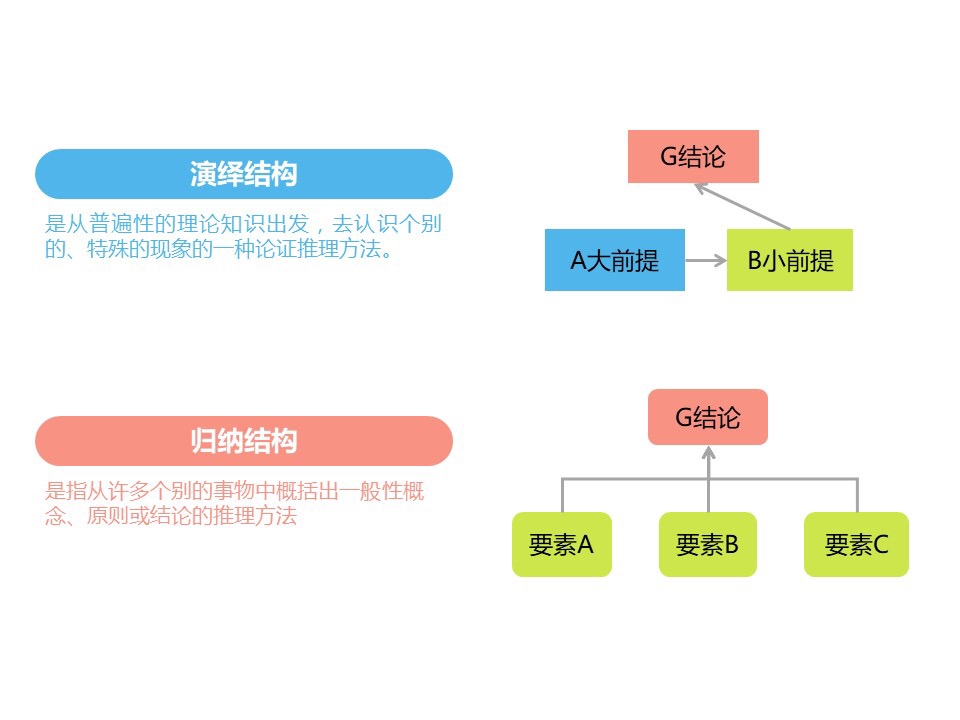 演绎结构
是从普遍性的理论知识出发，去认识个别
的、特殊的现象的一种论证推理方法。
G结论
A大前提
B小前提
归纳结构
是指从许多个别的事物中概括出一般性概
念、原则或结论的推理方法
G结论
要素A
要素B
要素C